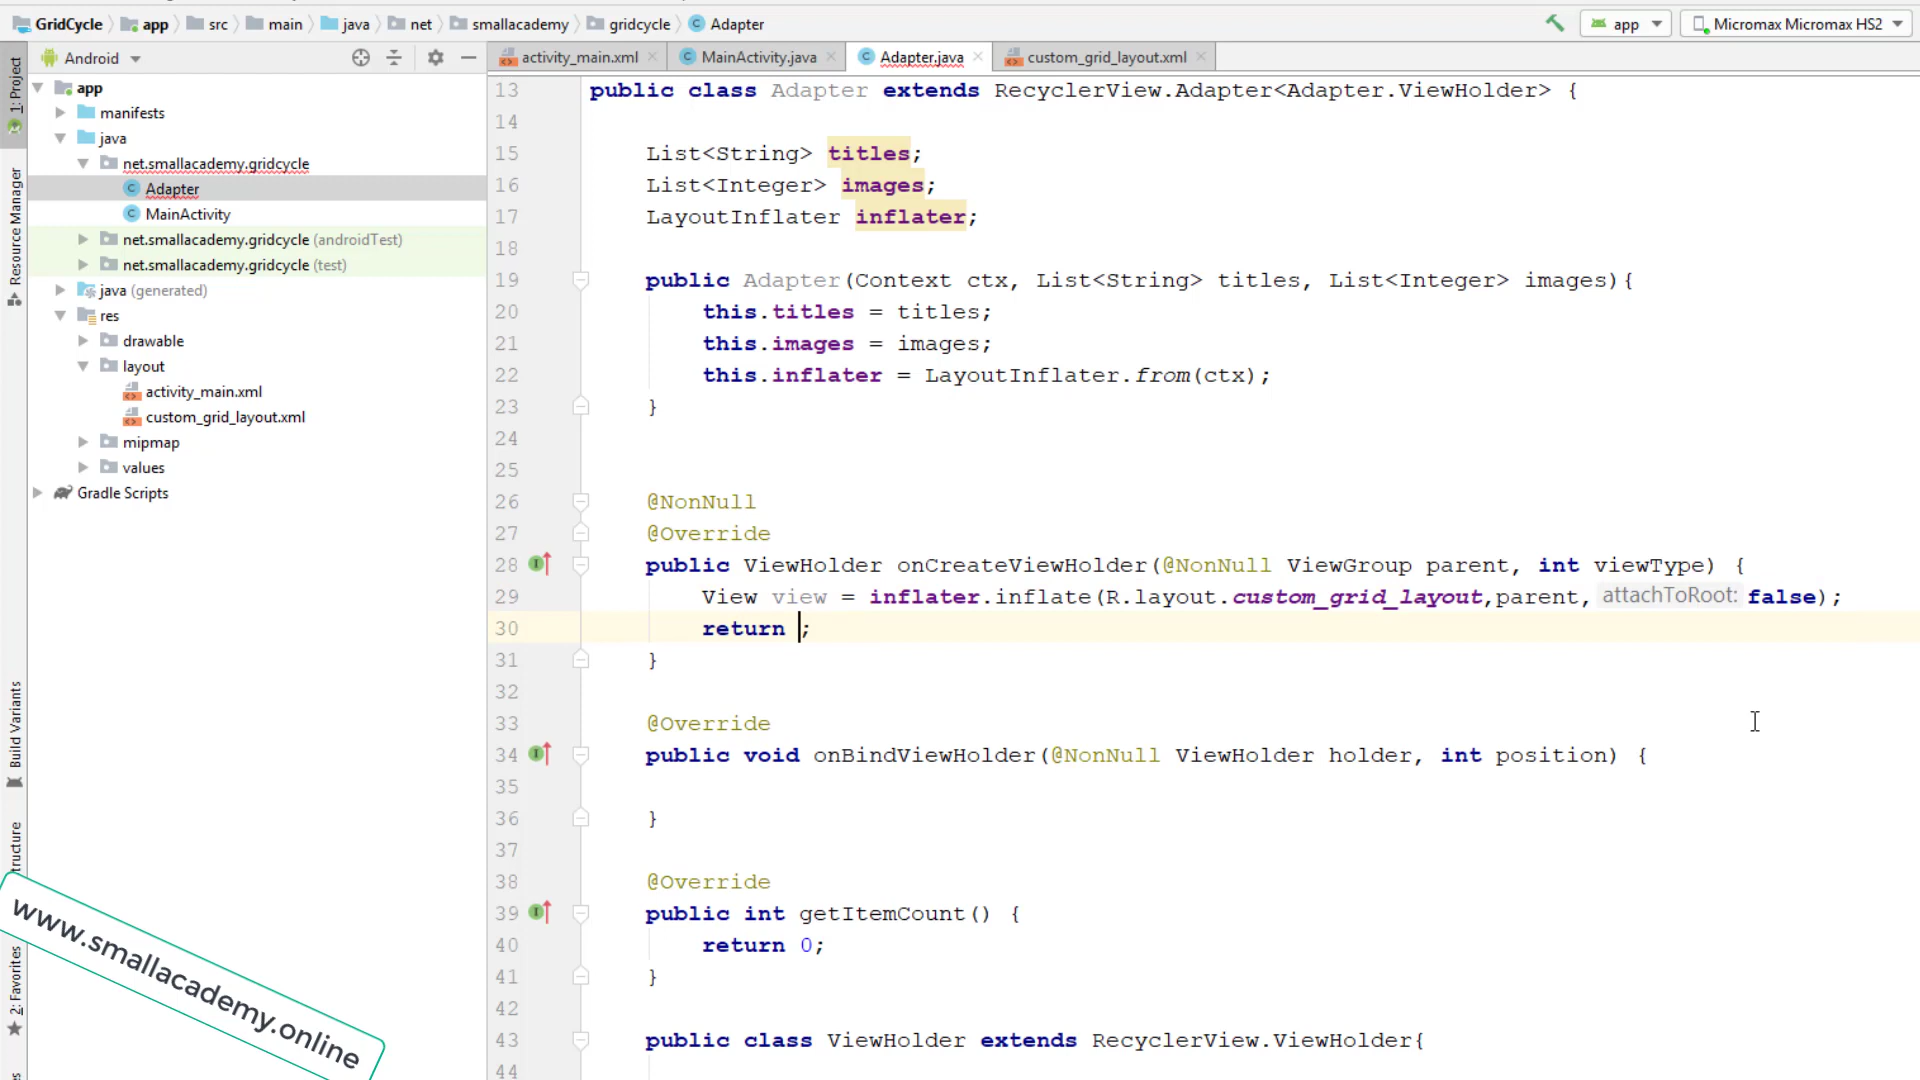 GridCycle app src main java net smallacademy gridcycle Adapter app Micromax Micromax HS2
Android activity_main.xml MainActivity.java Adapter.java custom_grid_layout.xml
1: Project
Resource Manager
Build Variants
2: Favorites
app
manifests
java
net.smallacademy.gridcycle
Adapter
MainActivity
net.smallacademy.gridcycle (androidTest)
net.smallacademy.gridcycle (test)
java (generated)
res
drawable
layout
activity_main.xml
custom_grid_layout.xml
mipmap
values
Gradle Scripts
13 public class Adapter extends RecyclerView.Adapter<Adapter.ViewHolder> {
14
15 List<String> titles;
16 List<Integer> images;
17 LayoutInflater inflater;
18
19 public Adapter(Context ctx, List<String> titles, List<Integer> images){
20 this.titles = titles;
21 this.images = images;
22 this.inflater = LayoutInflater.from(ctx);
23 }
24
25
26 @NonNull
27 @Override
28 public ViewHolder onCreateViewHolder(@NonNull ViewGroup parent, int viewType) {
29 View view = inflater.inflate(R.layout.custom_grid_layout,parent, attachToRoot: false);
30 return ;
31 }
32
33 @Override
34 public void onBindViewHolder(@NonNull ViewHolder holder, int position) {
35
36 }
37
38 @Override
39 public int getItemCount() {
40 return 0;
41 }
42
43 public class ViewHolder extends RecyclerView.ViewHolder{
44
www.smallacademy.online